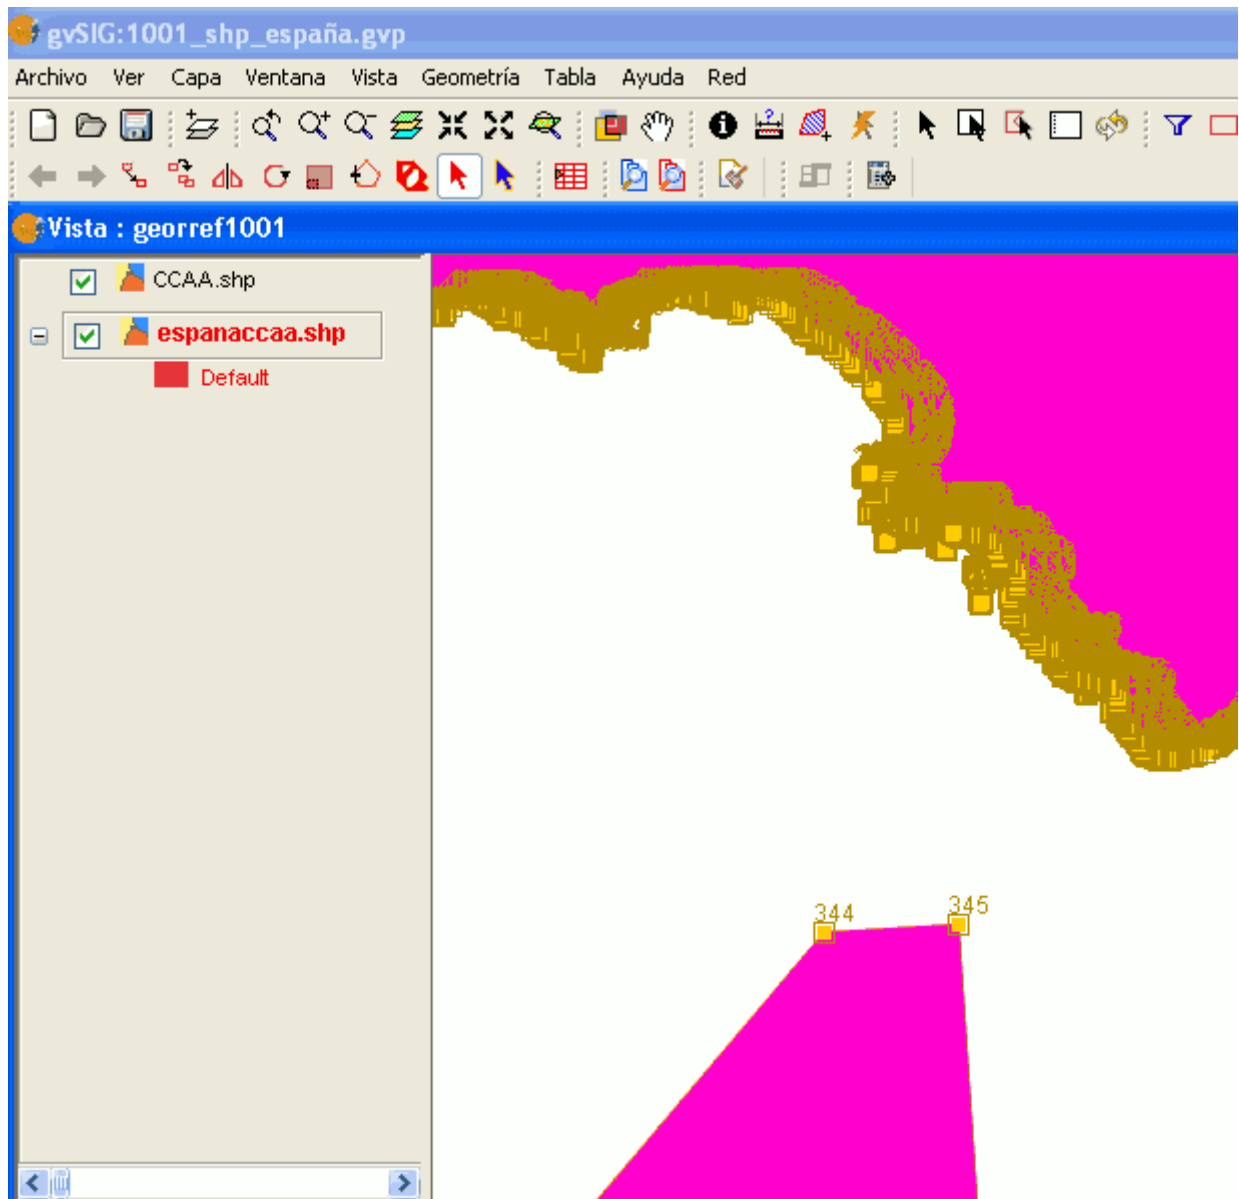 gvSIG:1001_shp_españa.gvp
Archivo Ver Capa Ventana Vista Geometría Tabla Ayuda Red
Vista : georref1001
CCAA.shp
espanaccaa.shp
Default
344
345